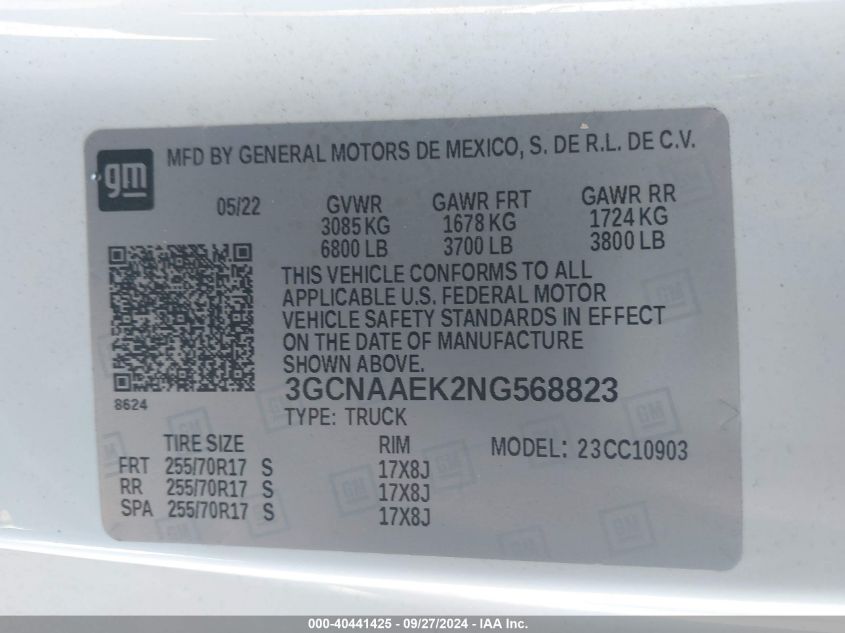 gm MFD BY GENERAL MOTORS DE MEXICO, S. DE R.L. DE C.V.
05/22 GVWR GAWR FRT GAWR RR
3085 KG 1678 KG 1724 KG
6800 LB 3700 LB 3800 LB
THIS VEHICLE CONFORMS TO ALL
APPLICABLE U.S. FEDERAL MOTOR
VEHICLE SAFETY STANDARDS IN EFFECT
ON THE DATE OF MANUFACTURE
SHOWN ABOVE.
3GCNAAEK2NG568823
8624
TYPE: TRUCK
TIRE SIZE RIM MODEL: 23CC10903
FRT 255/70R17 S 17X8J
RR 255/70R17 S 17X8J
SPA 255/70R17 S 17X8J
000-40441425 - 09/27/2024 - IAA Inc.